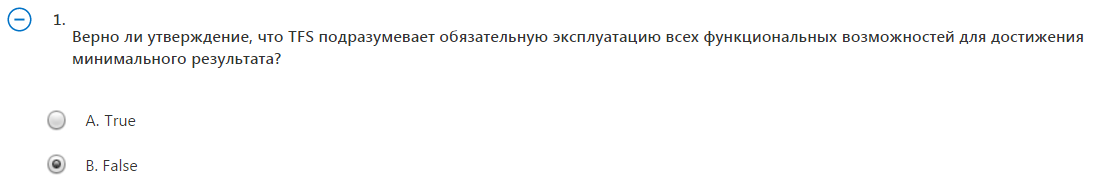 1.
Верно ли утверждение, что TFS подразумевает обязательную эксплуатацию всех функциональных возможностей для достижения
минимального результата?
A. True
B. False